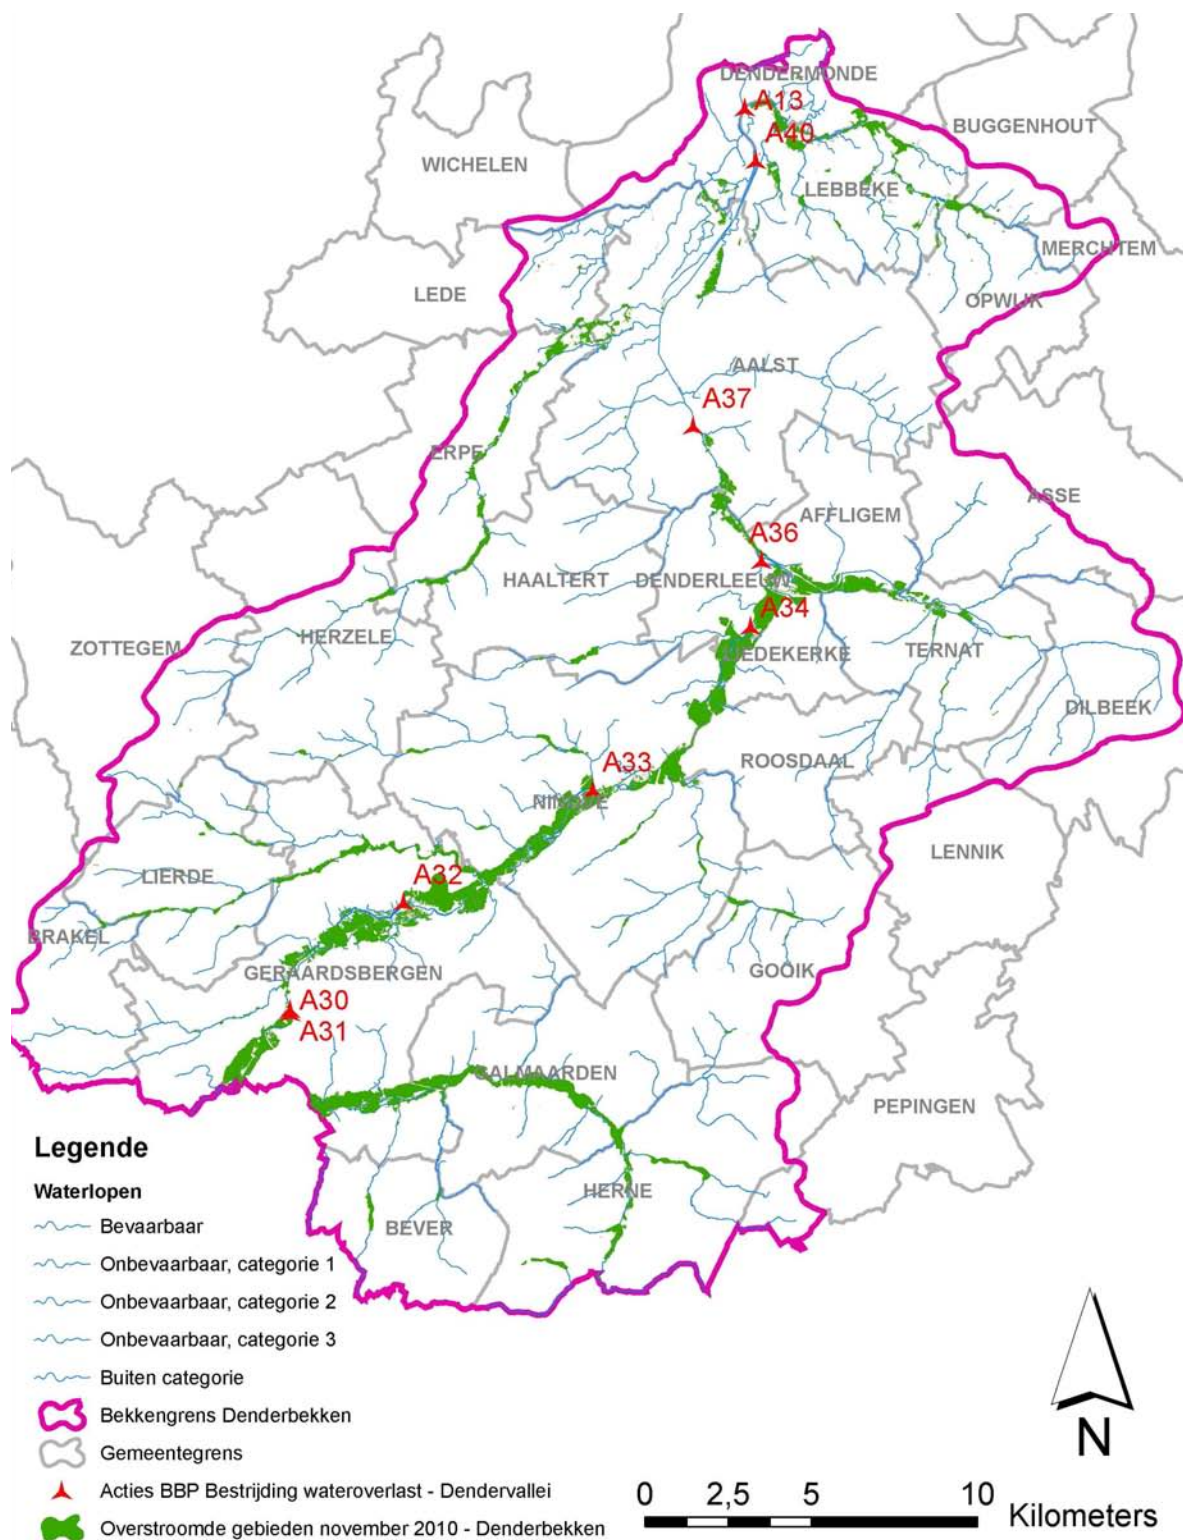 DENDERMONDE
A13
BUGGENHOUT
A40
WICHELEN
LEBBEKE
MERCHTEM
LEDE
OPWIJK
AALST
A37
ERPE
ASSE
AFFLIGEM
A36
HAALTERT
DENDERLEEUW
A34
HERZELE
ZOTTEGEM
TERNAT
DILBEEK
ROOSDAAL
A33
LENNIK
LIERDE
A32
BRAKEL
GERAARDSBERGEN
GOOIK
A30
A31
GALMAARDEN
PEPINGEN
HERNE
BEVER
Legende
Waterlopen
Bevaarbaar
Onbevaarbaar, categorie 1
Onbevaarbaar, categorie 2
Onbevaarbaar, categorie 3
Buiten categorie
Bekkengrens Denderbekken
Gemeentegrens
Acties BBP Bestrijding wateroverlast - Dendervallei
Overstroomde gebieden november 2010 - Denderbekken
N
0 2,5 5 10
Kilometers